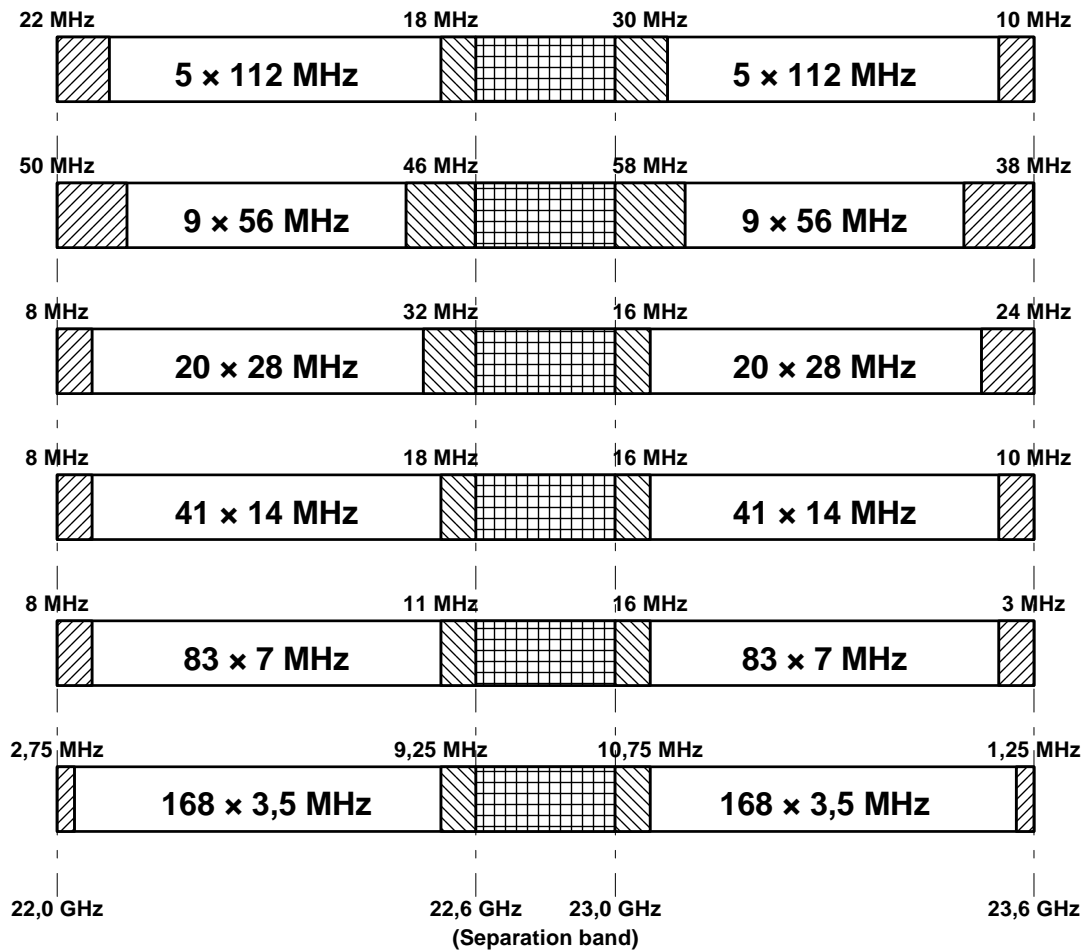 22 MHz 18 MHz 30 MHz 10 MHz
5 × 112 MHz 5 × 112 MHz
50 MHz 46 MHz 58 MHz 38 MHz
9 × 56 MHz 9 × 56 MHz
8 MHz 32 MHz 16 MHz 24 MHz
20 × 28 MHz 20 × 28 MHz
8 MHz 18 MHz 16 MHz 10 MHz
41 × 14 MHz 41 × 14 MHz
8 MHz 11 MHz 16 MHz 3 MHz
83 × 7 MHz 83 × 7 MHz
2,75 MHz 9,25 MHz 10,75 MHz 1,25 MHz
168 × 3,5 MHz 168 × 3,5 MHz
22,0 GHz 22,6 GHz 23,0 GHz 23,6 GHz
(Separation band)